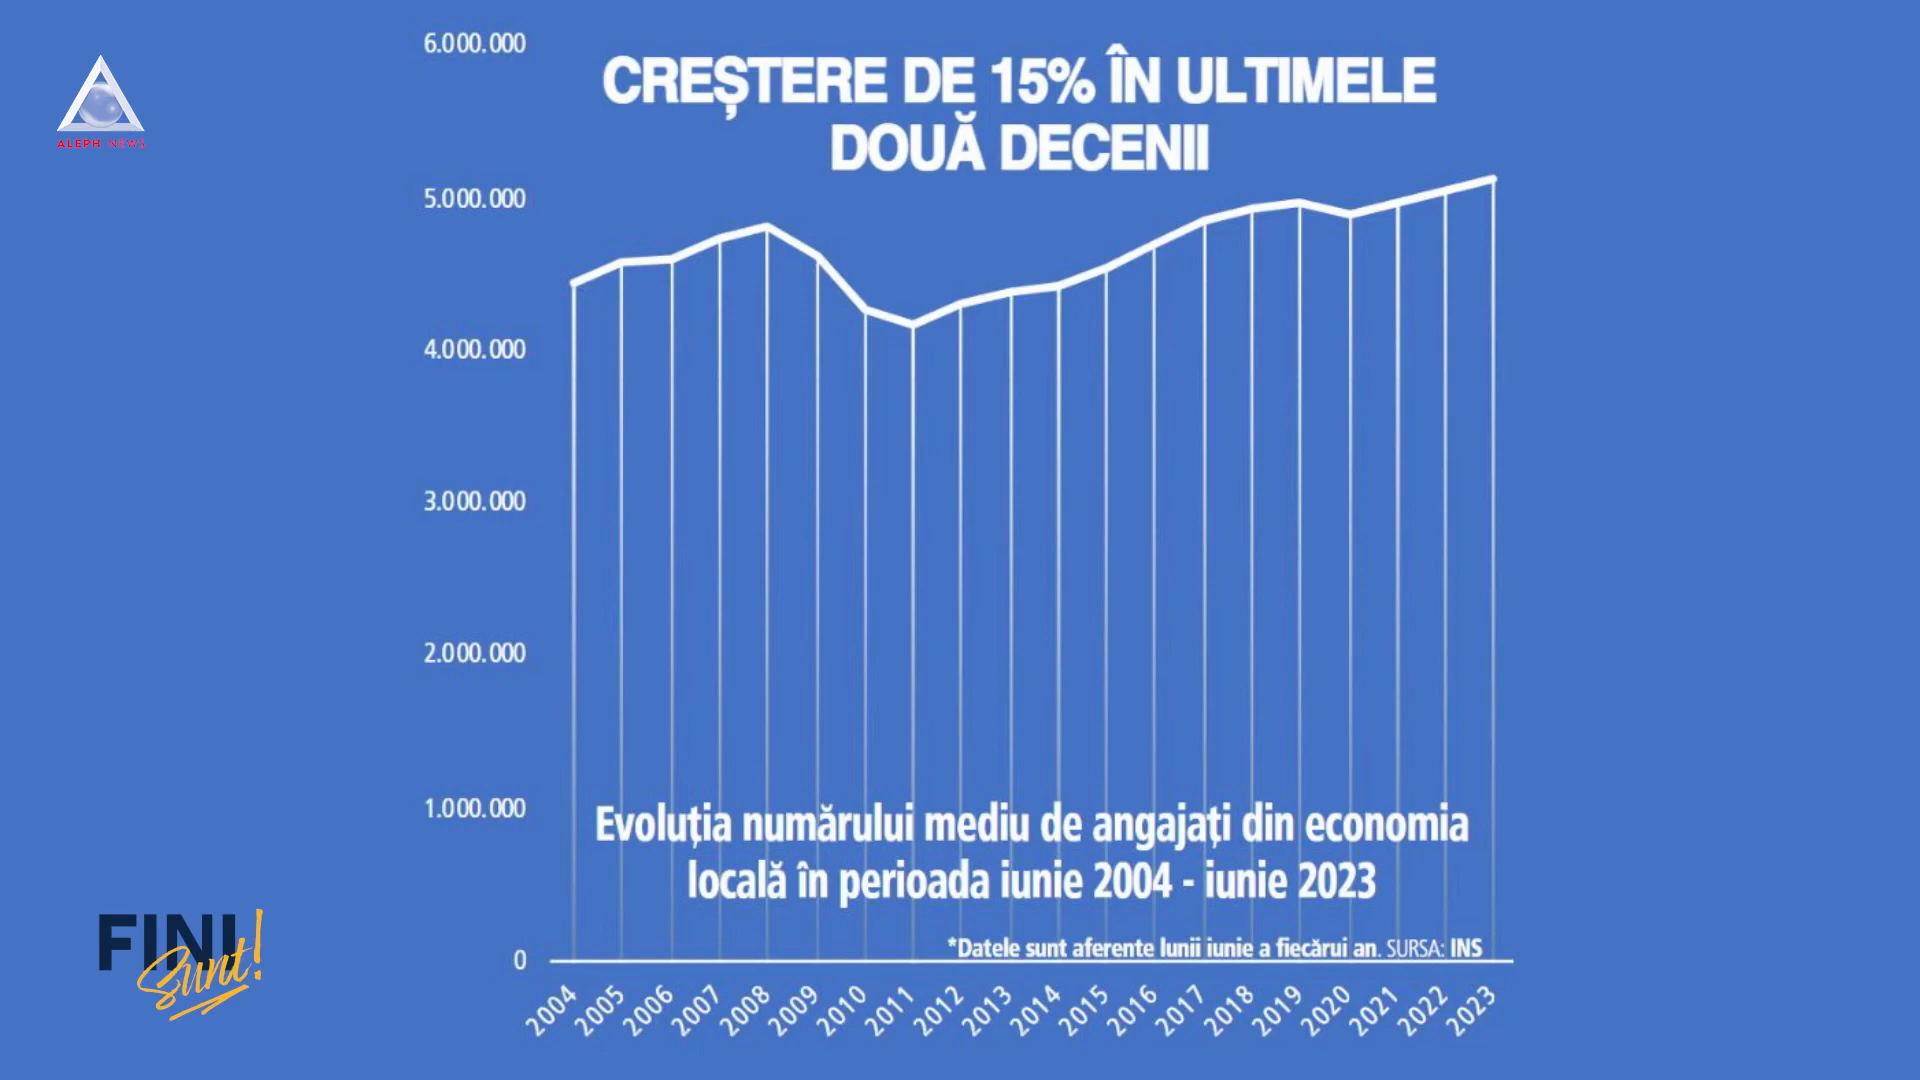 6.000.000
CREȘTERE DE 15% ÎN ULTIMELE
DOUĂ DECENII
ALEPH NEWS
5.000.000
4.000.000
3.000.000
2.000.000
1.000.000
Evoluția numărului mediu de angajați din economia
locală în perioada iunie 2004 - iunie 2023
*Datele sunt aferente lunii iunie a fiecărui an. SURSA: INS
0
FINI
Sunt!
2004 2005 2006 2007 2008 2009 2010 2011 2012 2013 2014 2015 2016 2017 2018 2019 2020 2021 2022 2023